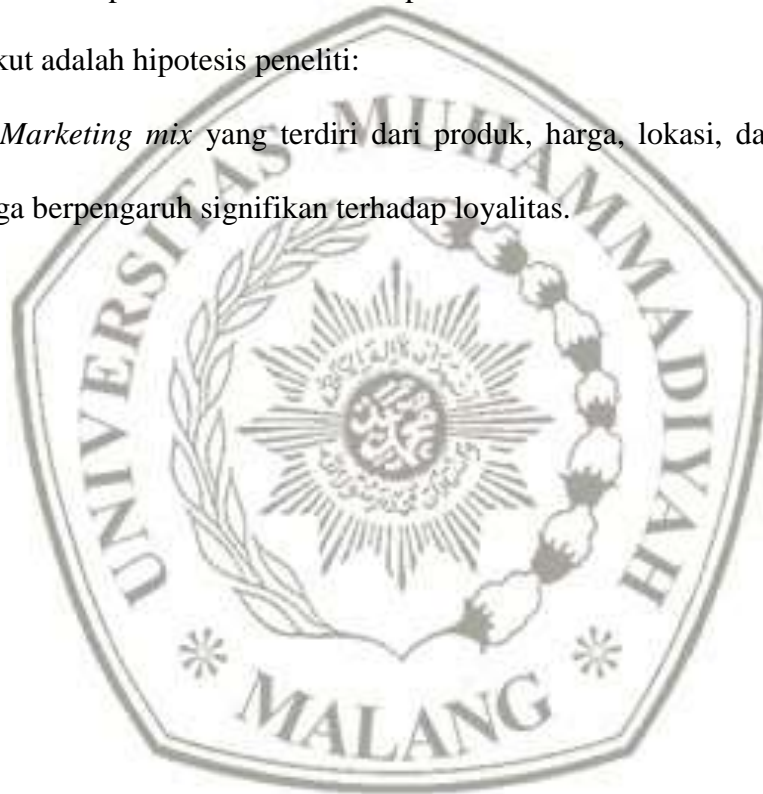 kut adalah hipotesis peneliti:
Marketing mix yang terdiri dari produk, harga, lokasi, da
ga berpengaruh signifikan terhadap loyalitas.
UNIVERSITAS MUHAMMADIYAH
* MALANG *